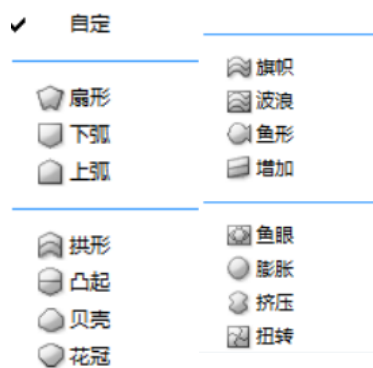 自定
扇形
下弧
上弧
拱形
凸起
贝壳
花冠
旗帜
波浪
鱼形
增加
鱼眼
膨胀
挤压
扭转